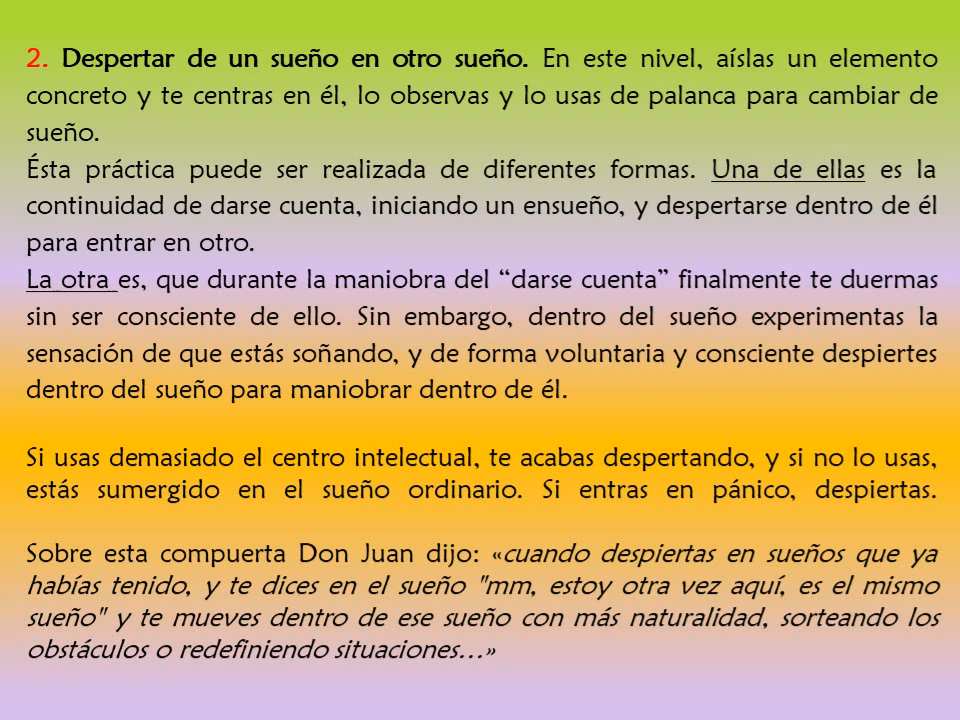 2. Despertar de un sueño en otro sueño. En este nivel, aíslas un elemento
concreto y te centras en él, lo observas y lo usas de palanca para cambiar de
sueño.
Ésta práctica puede ser realizada de diferentes formas. Una de ellas es la
continuidad de darse cuenta, iniciando un ensueño, y despertarse dentro de él
para entrar en otro.
La otra es, que durante la maniobra del “darse cuenta” finalmente te duermas
sin ser consciente de ello. Sin embargo, dentro del sueño experimentas la
sensación de que estás soñando, y de forma voluntaria y consciente despiertes
dentro del sueño para maniobrar dentro de él.
Si usas demasiado el centro intelectual, te acabas despertando, y si no lo usas,
estás sumergido en el sueño ordinario. Si entras en pánico, despiertas.
Sobre esta compuerta Don Juan dijo: «cuando despiertas en sueños que ya
habías tenido, y te dices en el sueño "mm, estoy otra vez aquí, es el mismo
sueño" y te mueves dentro de ese sueño con más naturalidad, sorteando los
obstáculos o redefiniendo situaciones…»